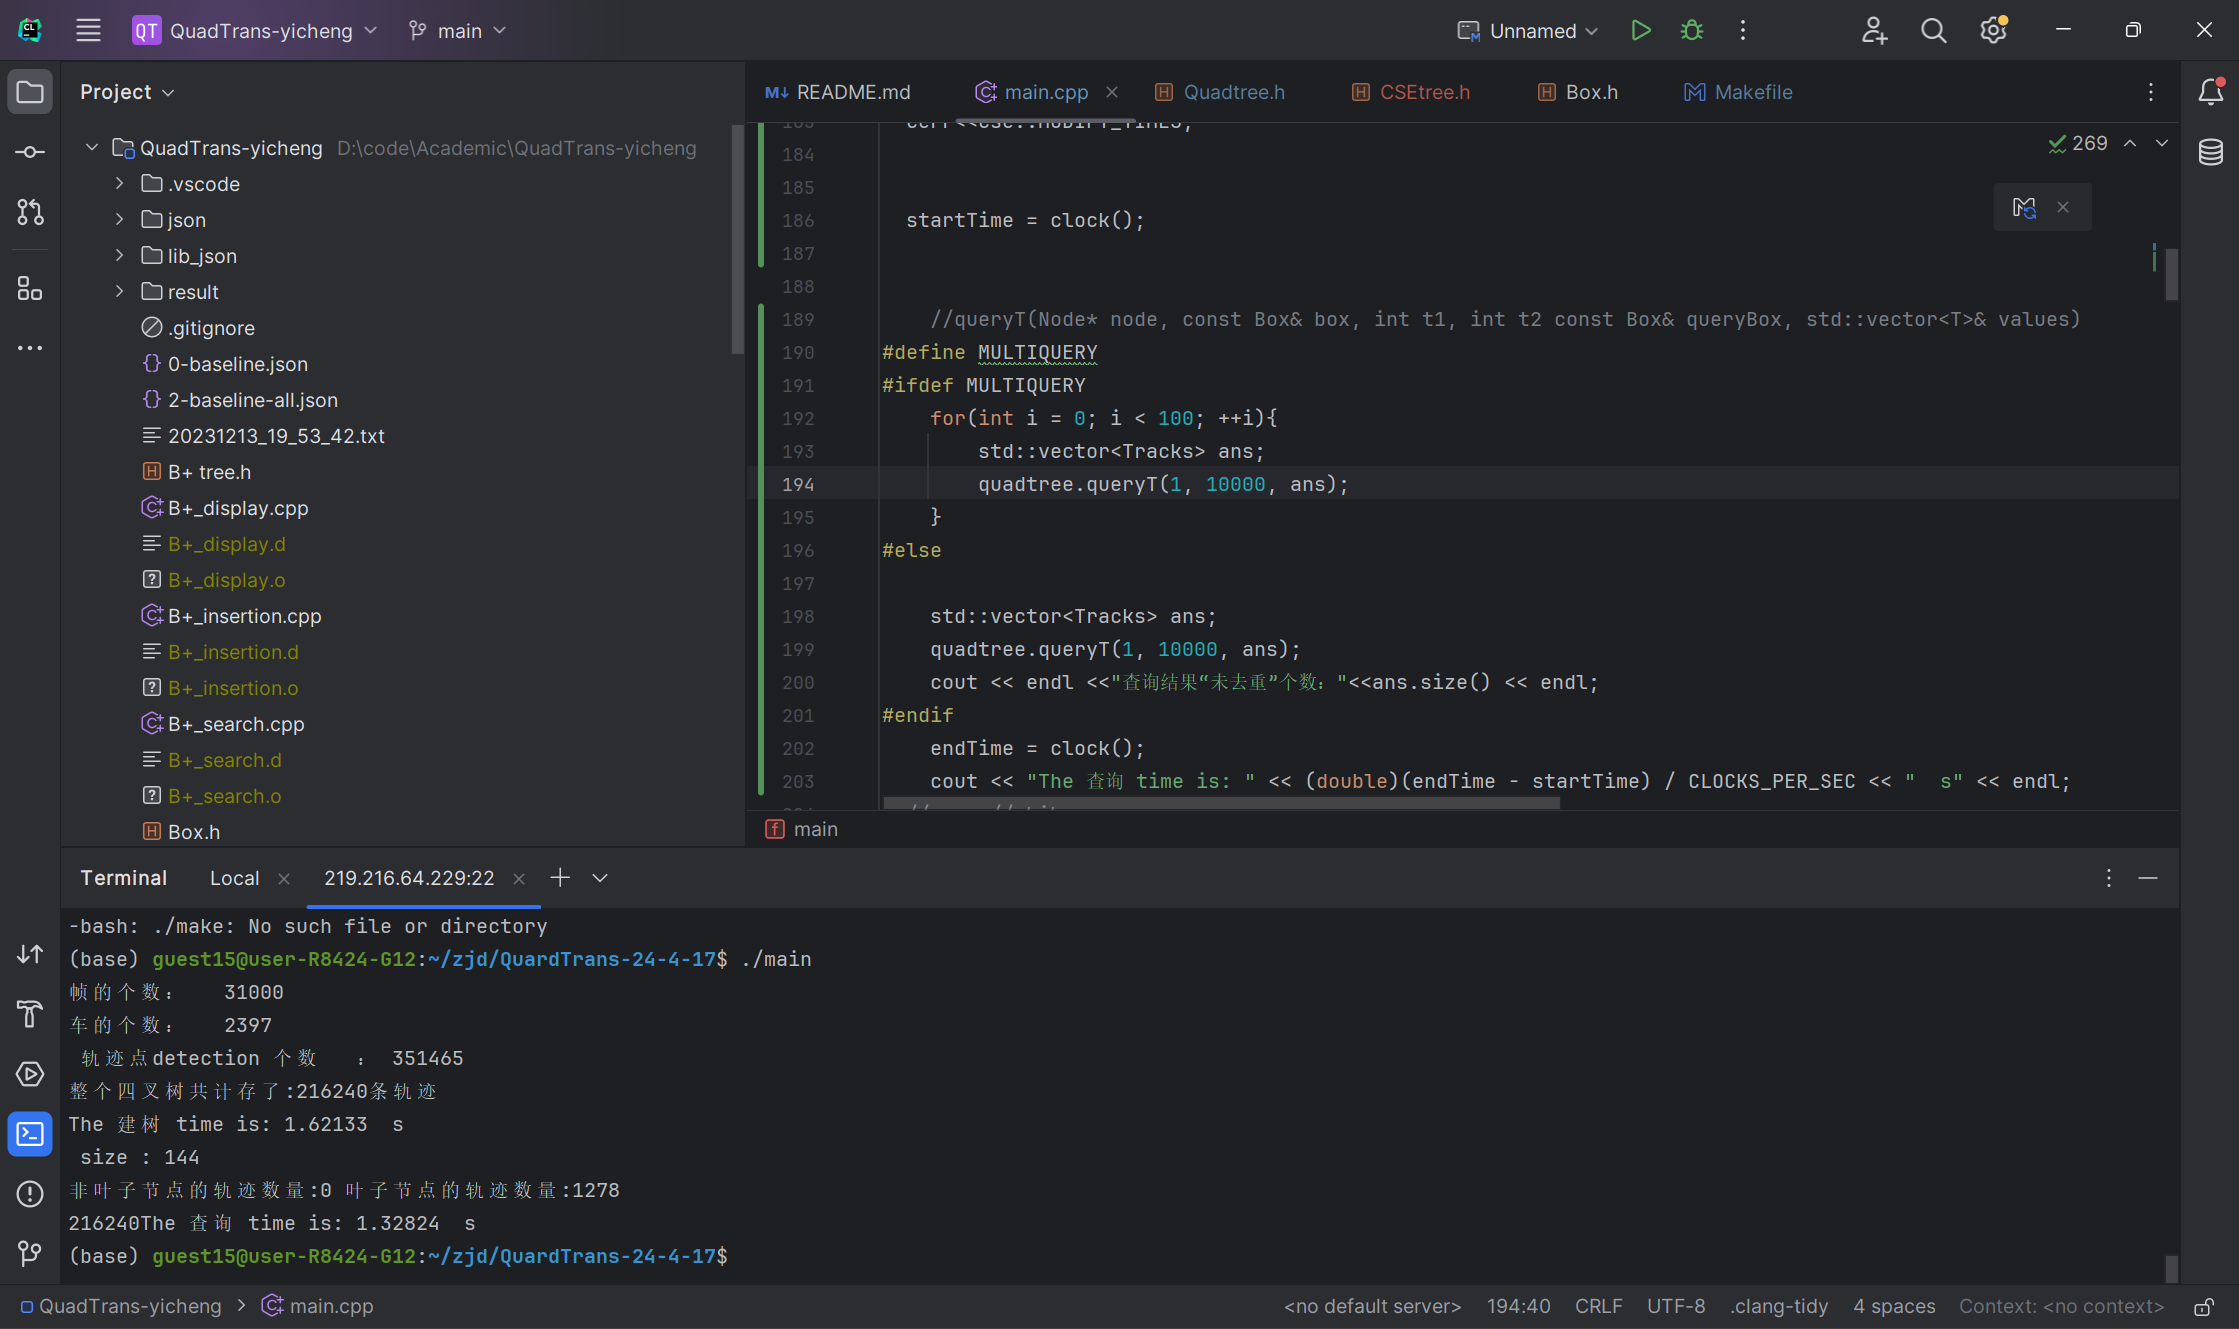 QT QuadTrans-yicheng main Unnamed
Project
README.md main.cpp Quadtree.h CSEtree.h Box.h Makefile
QuadTrans-yicheng D:\code\Academic\QuadTrans-yicheng
.vscode
json
lib_json
result
.gitignore
0-baseline.json
2-baseline-all.json
20231213_19_53_42.txt
B+ tree.h
B+_display.cpp
B+_display.d
B+_display.o
B+_insertion.cpp
B+_insertion.d
B+_insertion.o
B+_search.cpp
B+_search.d
B+_search.o
Box.h
269
184
185
186 startTime = clock();
187
188
189 //queryT(Node* node, const Box& box, int t1, int t2 const Box& queryBox, std::vector<T>& values)
190 #define MULTIQUERY
191 #ifdef MULTIQUERY
192 for(int i = 0; i < 100; ++i){
193 std::vector<Tracks> ans;
194 quadtree.queryT(1, 10000, ans);
195 }
196 #else
197
198 std::vector<Tracks> ans;
199 quadtree.queryT(1, 10000, ans);
200 cout << endl <<"查询结果“未去重”个数："<<ans.size() << endl;
201 #endif
202 endTime = clock();
203 cout << "The 查询 time is: " << (double)(endTime - startTime) / CLOCKS_PER_SEC << "  s" << endl;
main
Terminal Local 219.216.64.229:22
-bash: ./make: No such file or directory
(base) guest15@user-R8424-G12:~/zjd/QuardTrans-24-4-17$ ./main
帧的个数： 31000
车的个数： 2397
轨迹点detection 个数 ： 351465
整个四叉树共计存了:216240条轨迹
The 建树 time is: 1.62133  s
size : 144
非叶子节点的轨迹数量:0 叶子节点的轨迹数量:1278
216240The 查询 time is: 1.32824  s
(base) guest15@user-R8424-G12:~/zjd/QuardTrans-24-4-17$
QuadTrans-yicheng > main.cpp <no default server> 194:40 CRLF UTF-8 .clang-tidy 4 spaces Context: <no context>